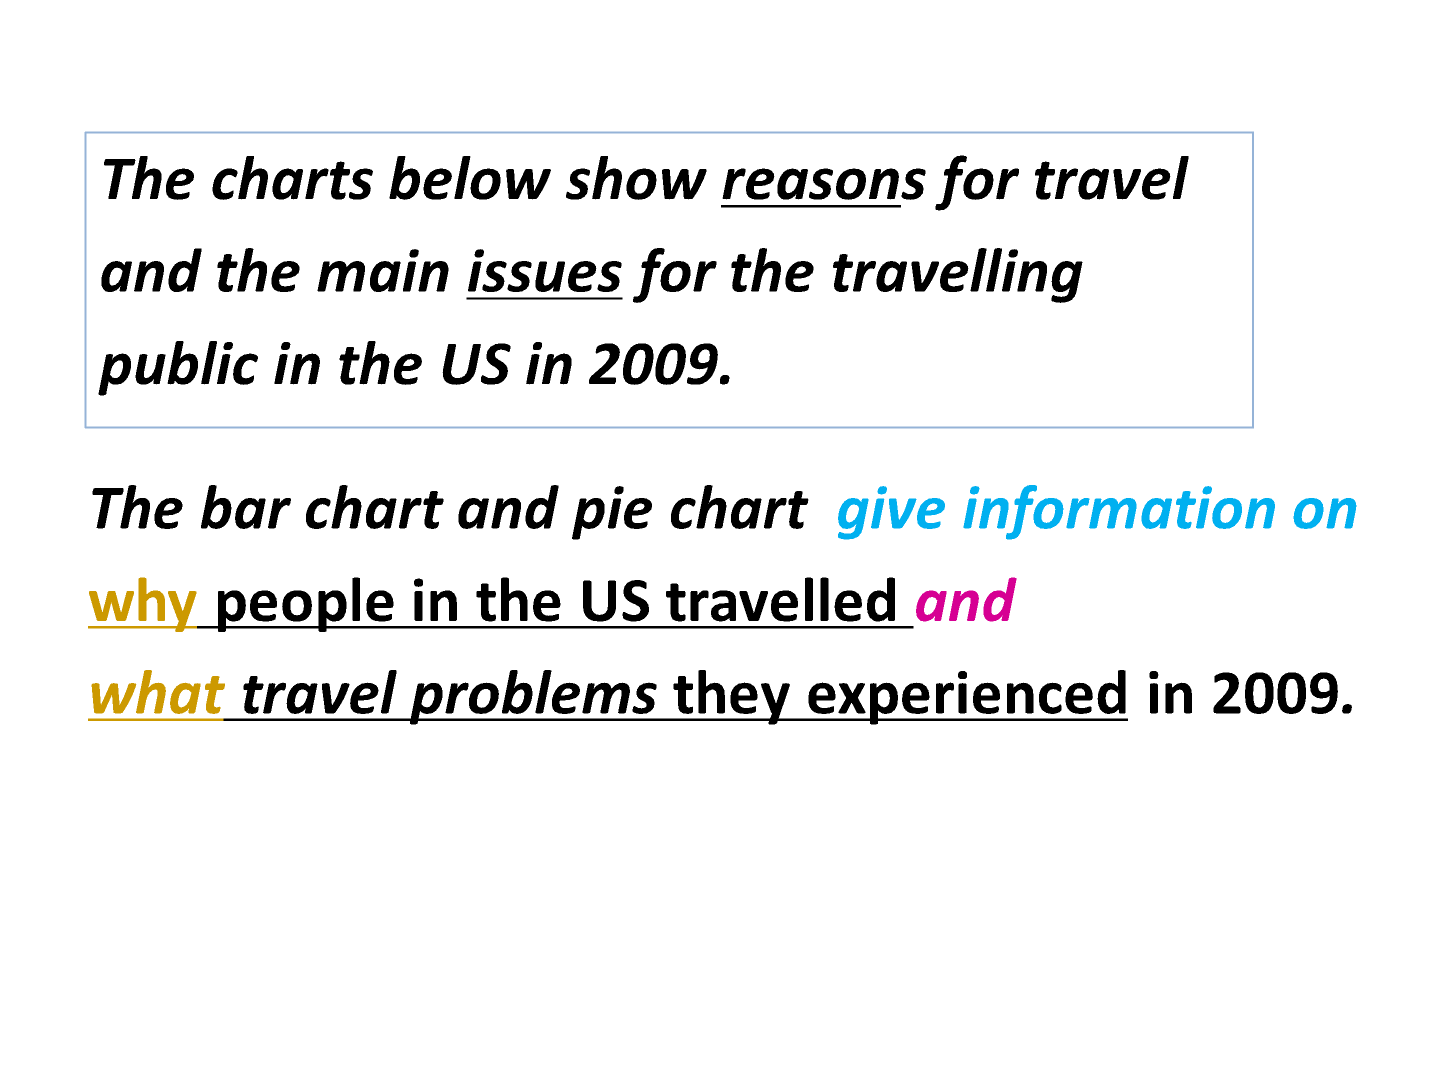 The charts below show reasons for travel
and the main issues for the travelling
public in the US in 2009.
The bar chart and pie chart give information on
why people in the US travelled and
what travel problems they experienced in 2009.